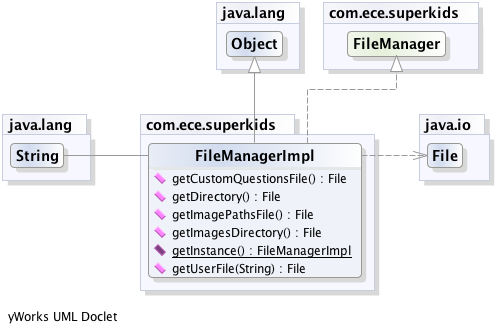 java.lang
com.ece.superkids
Object
FileManager
java.lang
com.ece.superkids
java.io
String
FileManagerImpl
File
getCustomQuestionsFile() : File
getDirectory() : File
getImagePathsFile() : File
getImagesDirectory() : File
getInstance() : FileManagerImpl
getUserFile(String) : File
yWorks UML Doclet